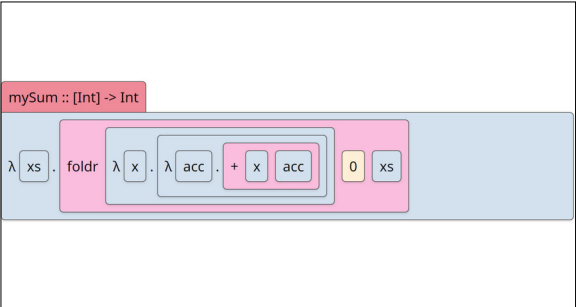 mySum :: [Int] -> Int
λ xs . foldr λ x . λ acc . + x acc 0 xs